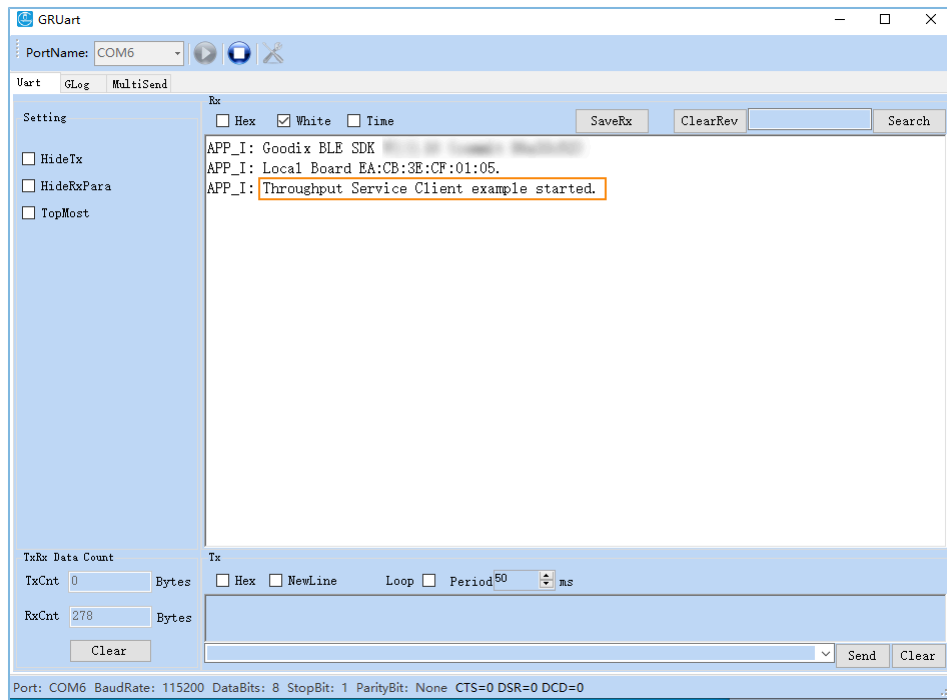 GRUart
PortName: COM6
Uart GLog MultiSend
Setting
HideTx
HideRxPara
TopMost
Rx
Hex White Time SaveRx ClearRev Search
APP_I: Goodix BLE SDK
APP_I: Local Board EA:CB:3E:CF:01:05.
APP_I: Throughput Service Client example started.
TxRx Data Count
TxCnt 0 Bytes
RxCnt 278 Bytes
Clear
Tx
Hex NewLine Loop Period 50 ms
Send Clear
Port: COM6 BaudRate: 115200 DataBits: 8 StopBit: 1 ParityBit: None CTS=0 DSR=0 DCD=0